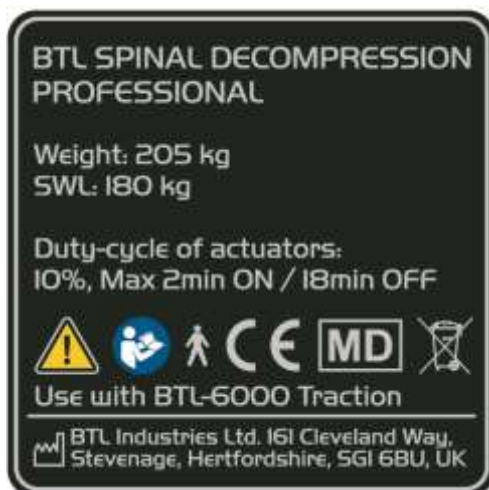 BTL SPINAL DECOMPRESSION
PROFESSIONAL
Weight: 205 kg
SWL: 180 kg
Duty-cycle of actuators:
10%, Max 2min ON / 18min OFF
CE MD
Use with BTL-6000 Traction
BTL Industries Ltd. 161 Cleveland Way,
Stevenage, Hertfordshire, SG1 6BU, UK